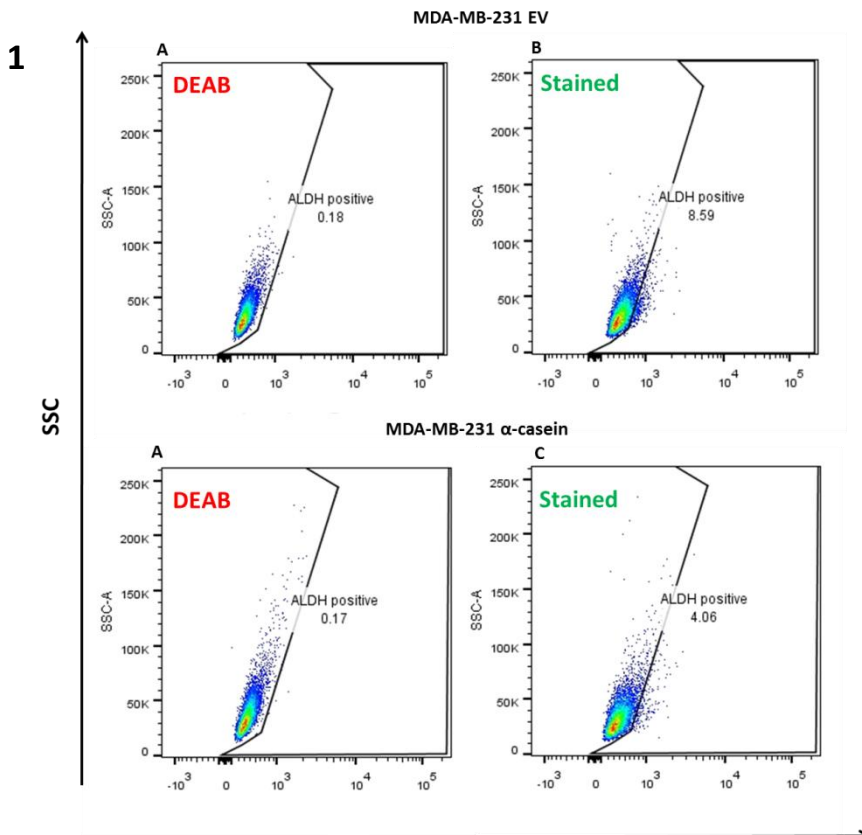 MDA-MB-231 EV
1
A
B
DEAB
Stained
250K
200K
150K
100K
50K
0
SSC-A
ALDH positive
0.18
-10³ 0 10³ 10⁴ 10⁵
250K
200K
150K
100K
50K
0
SSC-A
ALDH positive
8.59
-10³ 0 10³ 10⁴ 10⁵
SSC
MDA-MB-231 α-casein
A
C
DEAB
Stained
250K
200K
150K
100K
50K
0
SSC-A
ALDH positive
0.17
-10³ 0 10³ 10⁴ 10⁵
250K
200K
150K
100K
50K
0
SSC-A
ALDH positive
4.06
-10³ 0 10³ 10⁴ 10⁵